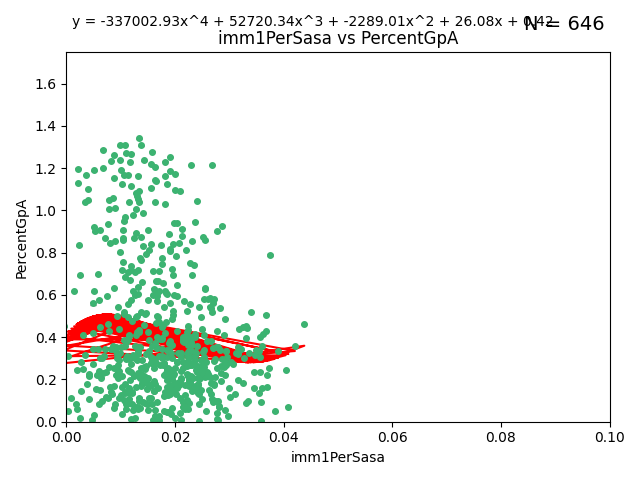 y = -337002.93x^4 + 52720.34x^3 + -2289.01x^2 + 26.08x + 0.42
N = 646
imm1PerSasa vs PercentGpA
PercentGpA
1.6
1.4
1.2
1.0
0.8
0.6
0.4
0.2
0.0
0.00 0.02 0.04 0.06 0.08 0.10
imm1PerSasa